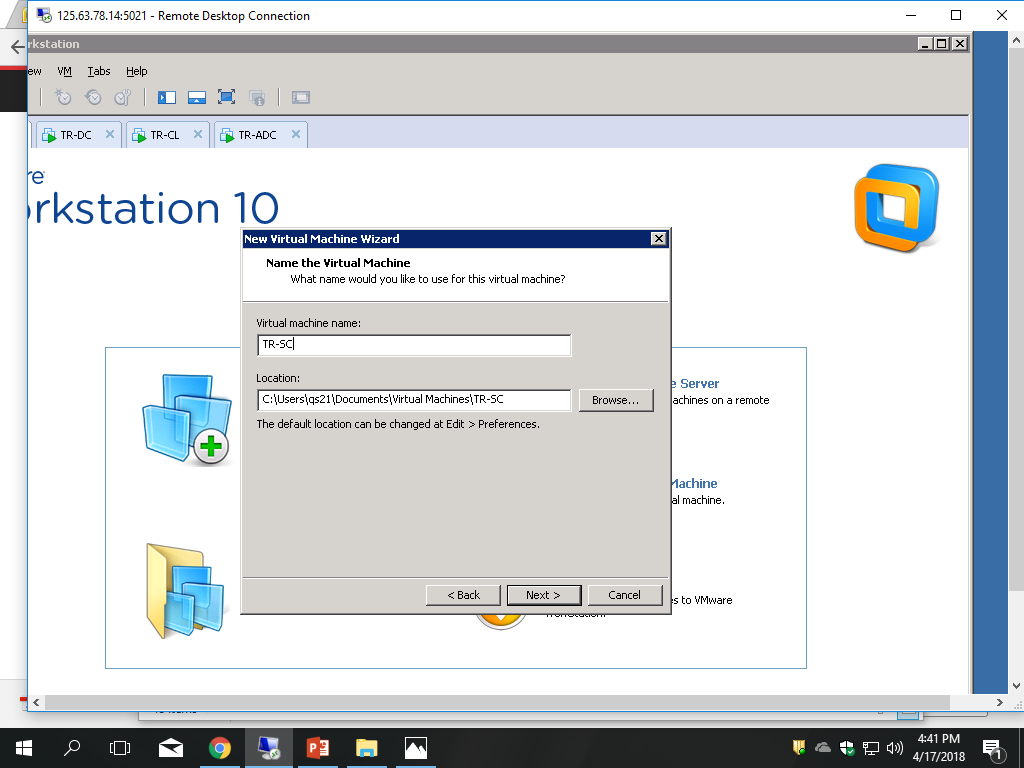 125.63.78.14:5021 - Remote Desktop Connection
rkstation
ew VM Tabs Help
TR-DC TR-CL TR-ADC
re
rkstation 10
New Virtual Machine Wizard
Name the Virtual Machine
What name would you like to use for this virtual machine?
Virtual machine name:
TR-SC
Location:
C:\Users\qs21\Documents\Virtual Machines\TR-SC
Browse...
The default location can be changed at Edit > Preferences.
e Server
achines on a remote
Machine
al machine.
s to VMware
< Back Next > Cancel
4:41 PM
4/17/2018
1